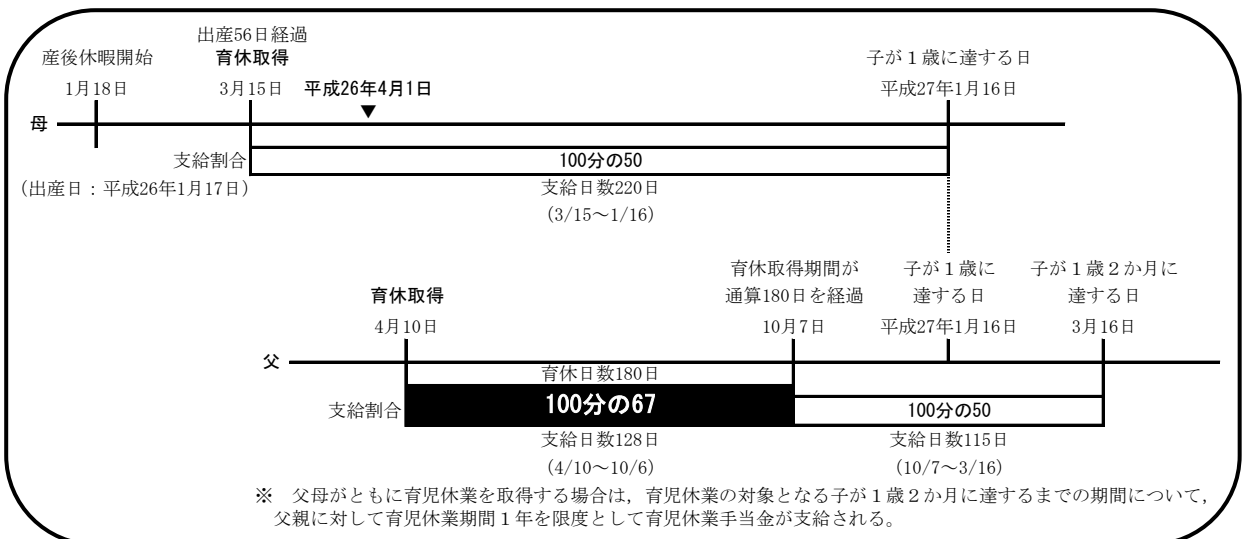 出産56日経過
産後休暇開始 育休取得 子が１歳に達する日
1月18日 3月15日 平成26年4月1日 平成27年1月16日
▼
母
支給割合 100分の50
（出産日：平成26年1月17日） 支給日数220日
（3/15～1/16）
育休取得期間が 子が１歳に 子が１歳２か月に
育休取得 通算180日を経過 達する日 達する日
4月10日 10月7日 平成27年1月16日 3月16日
父
育休日数180日
支給割合 100分の67 100分の50
支給日数128日 支給日数115日
（4/10～10/6） （10/7～3/16）
※　父母がともに育児休業を取得する場合は，育児休業の対象となる子が１歳２か月に達するまでの期間について，
父親に対して育児休業期間１年を限度として育児休業手当金が支給される。